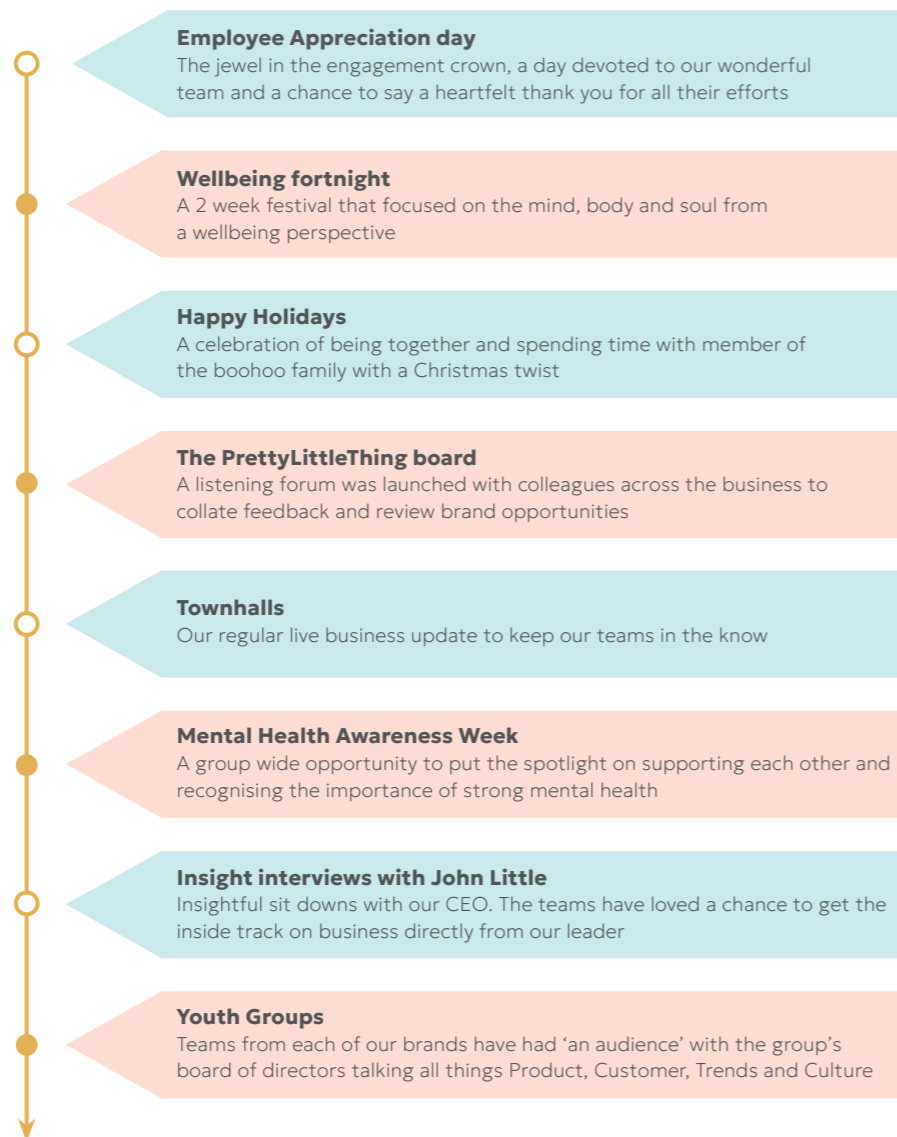 Employee Appreciation day
The jewel in the engagement crown, a day devoted to our wonderful
team and a chance to say a heartfelt thank you for all their efforts
Wellbeing fortnight
A 2 week festival that focused on the mind, body and soul from
a wellbeing perspective
Happy Holidays
A celebration of being together and spending time with member of
the boohoo family with a Christmas twist
The PrettyLittleThing board
A listening forum was launched with colleagues across the business to
collate feedback and review brand opportunities
Townhalls
Our regular live business update to keep our teams in the know
Mental Health Awareness Week
A group wide opportunity to put the spotlight on supporting each other and
recognising the importance of strong mental health
Insight interviews with John Little
Insightful sit downs with our CEO. The teams have loved a chance to get the
inside track on business directly from our leader
Youth Groups
Teams from each of our brands have had ‘an audience’ with the group’s
board of directors talking all things Product, Customer, Trends and Culture